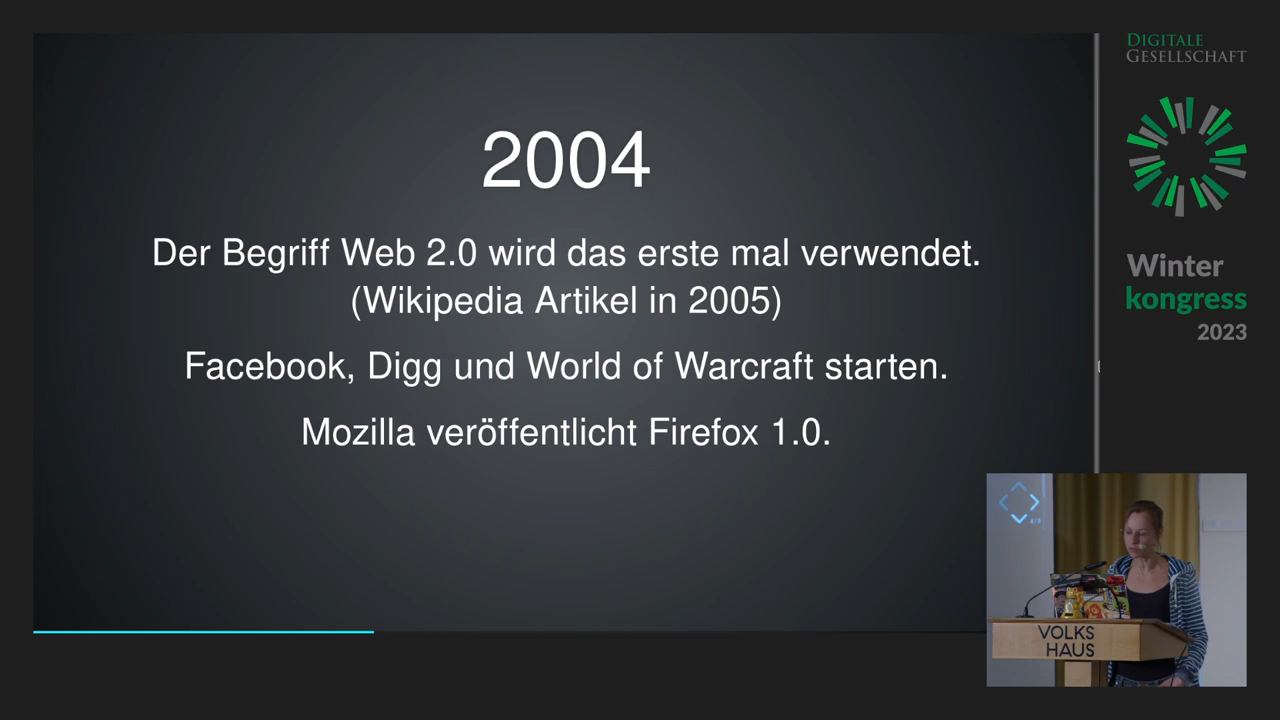 2004
Der Begriff Web 2.0 wird das erste mal verwendet.
(Wikipedia Artikel in 2005)
Facebook, Digg und World of Warcraft starten.
Mozilla veröffentlicht Firefox 1.0.
DIGITALE
GESELLSCHAFT
Winter
kongress
2023
VOLKS
HAUS